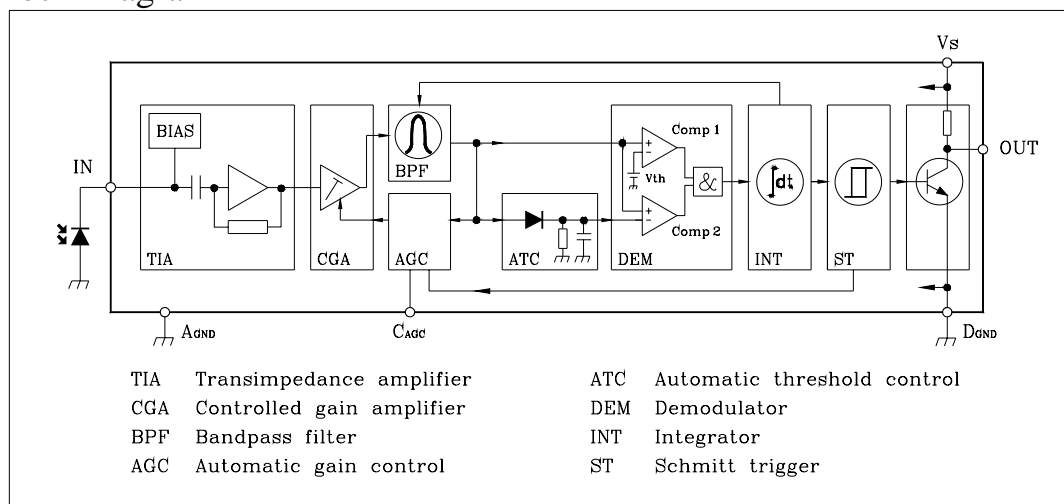 Vs
BIAS
IN
OUT
BPF
Comp 1
Vth
&
∫dt
Comp 2
TIA
CGA
AGC
ATC
DEM
INT
ST
AGND
CAGC
DGND
TIA Transimpedance amplifier
CGA Controlled gain amplifier
BPF Bandpass filter
AGC Automatic gain control
ATC Automatic threshold control
DEM Demodulator
INT Integrator
ST Schmitt trigger